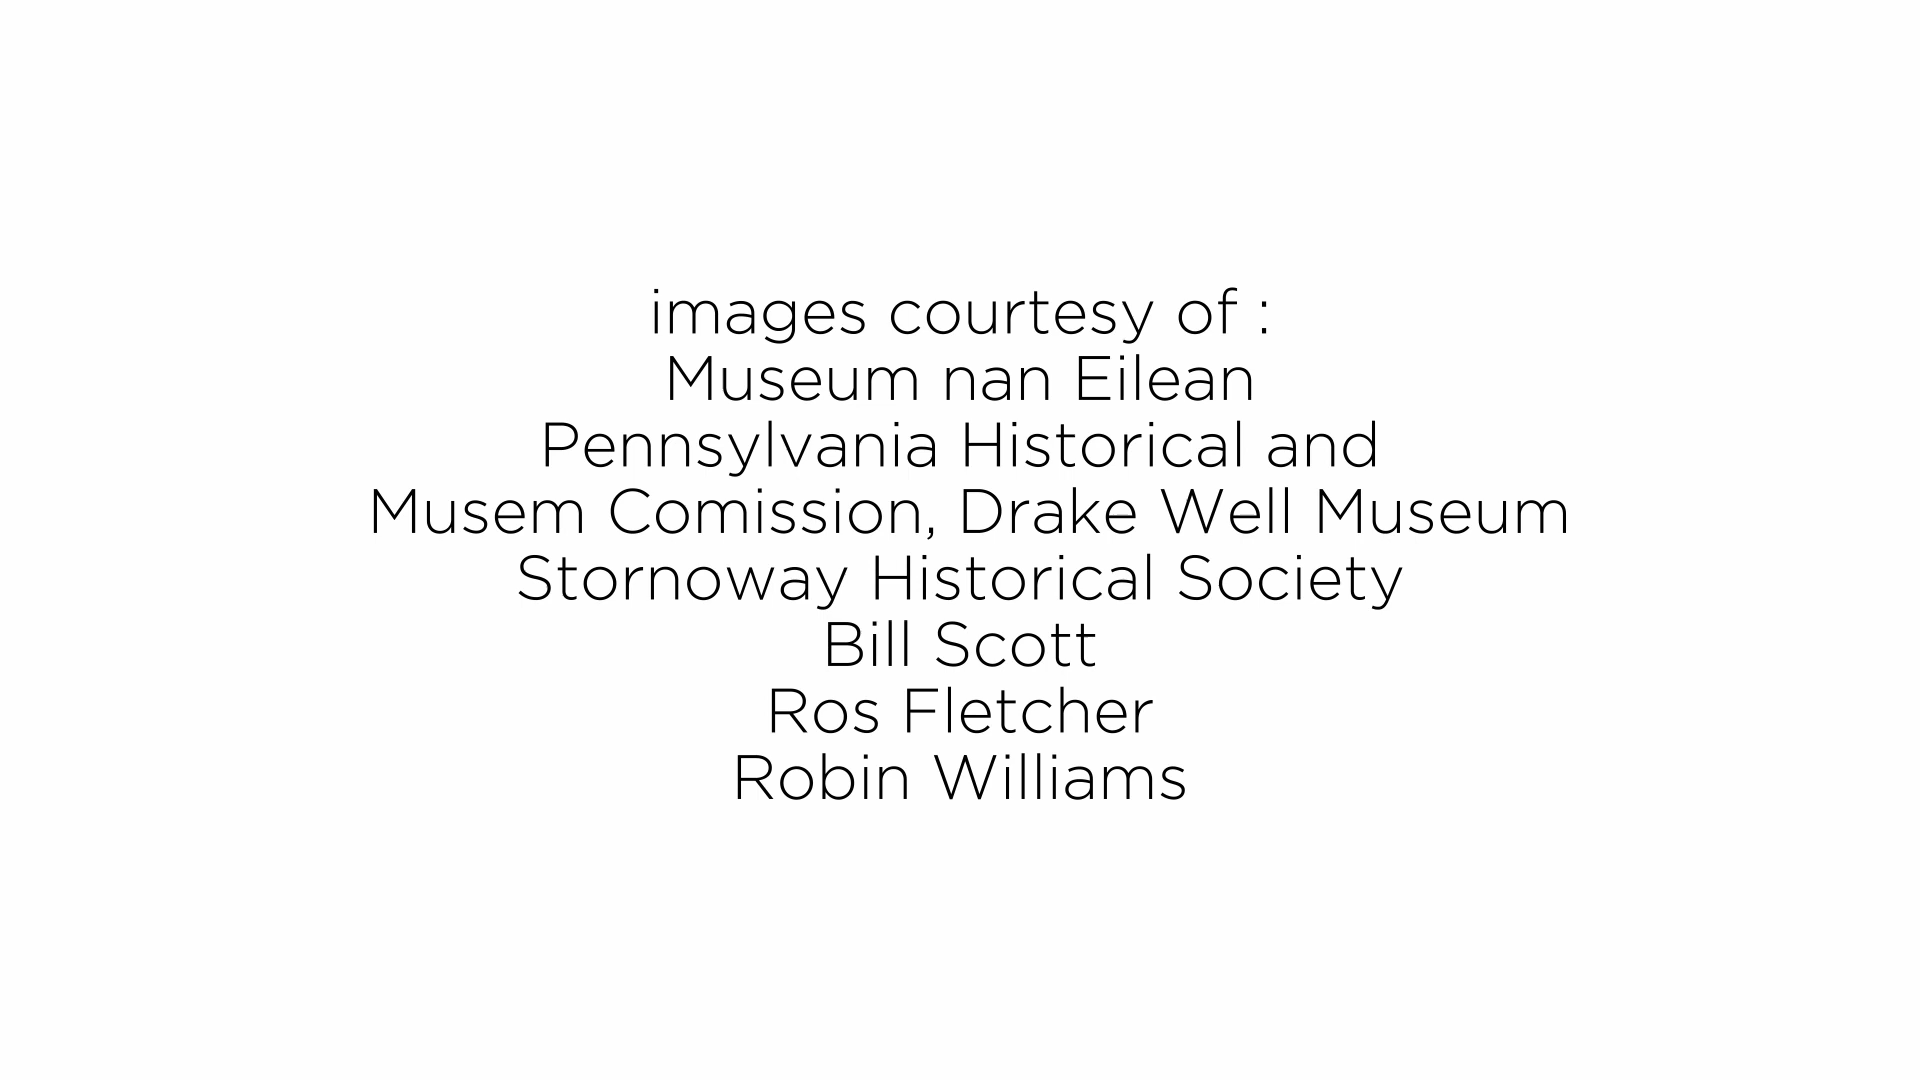 images courtesy of :
Museum nan Eilean
Pennsylvania Historical and
Musem Comission, Drake Well Museum
Stornoway Historical Society
Bill Scott
Ros Fletcher
Robin Williams